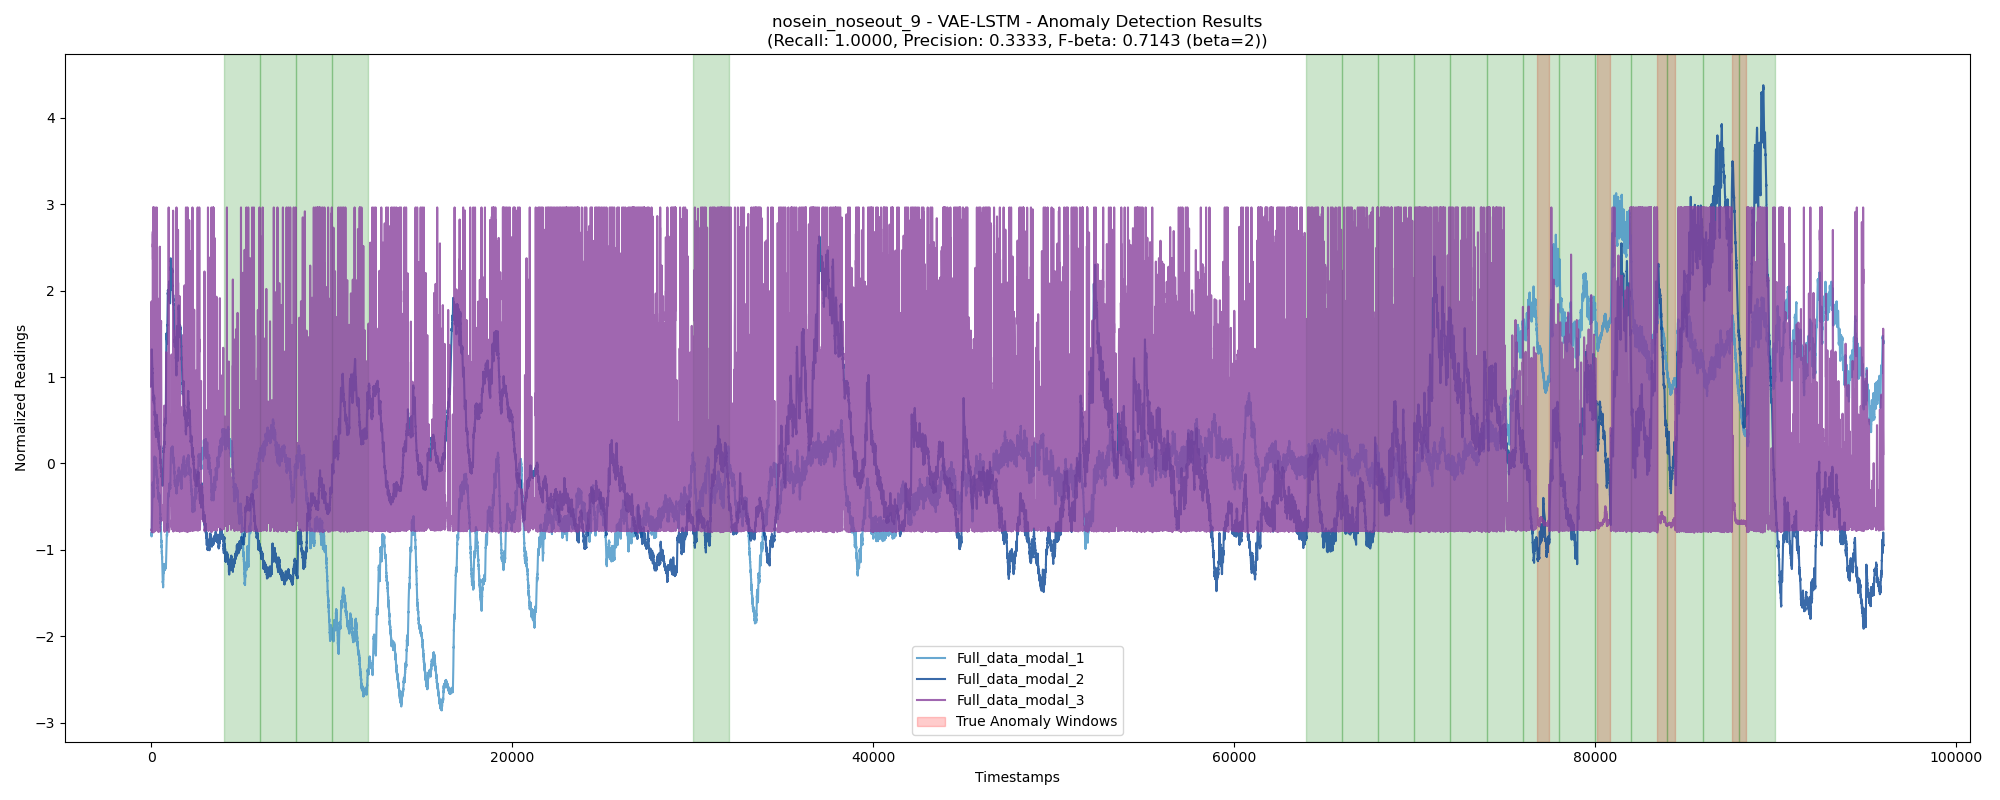 nosein_noseout_9 - VAE-LSTM - Anomaly Detection Results
(Recall: 1.0000, Precision: 0.3333, F-beta: 0.7143 (beta=2))
Normalized Readings
4
3
2
1
0
−1
−2
−3
Full_data_modal_1
Full_data_modal_2
Full_data_modal_3
True Anomaly Windows
0
20000
40000
60000
80000
100000
Timestamps